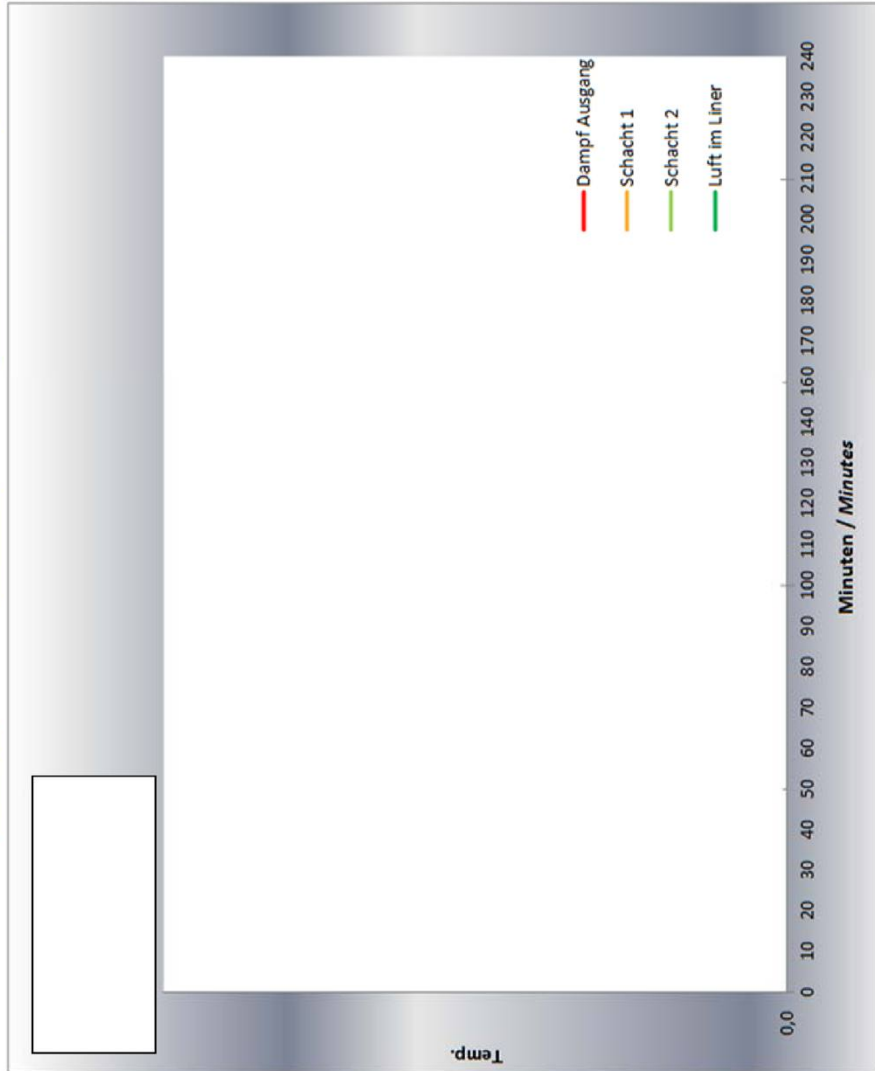 Dampf Ausgang
Schacht 1
Schacht 2
Luft im Liner
Temp.
0,0
0 10 20 30 40 50 60 70 80 90 100 110 120 130 140 160 170 180 190 200 210 220 230 240
Minuten / Minutes